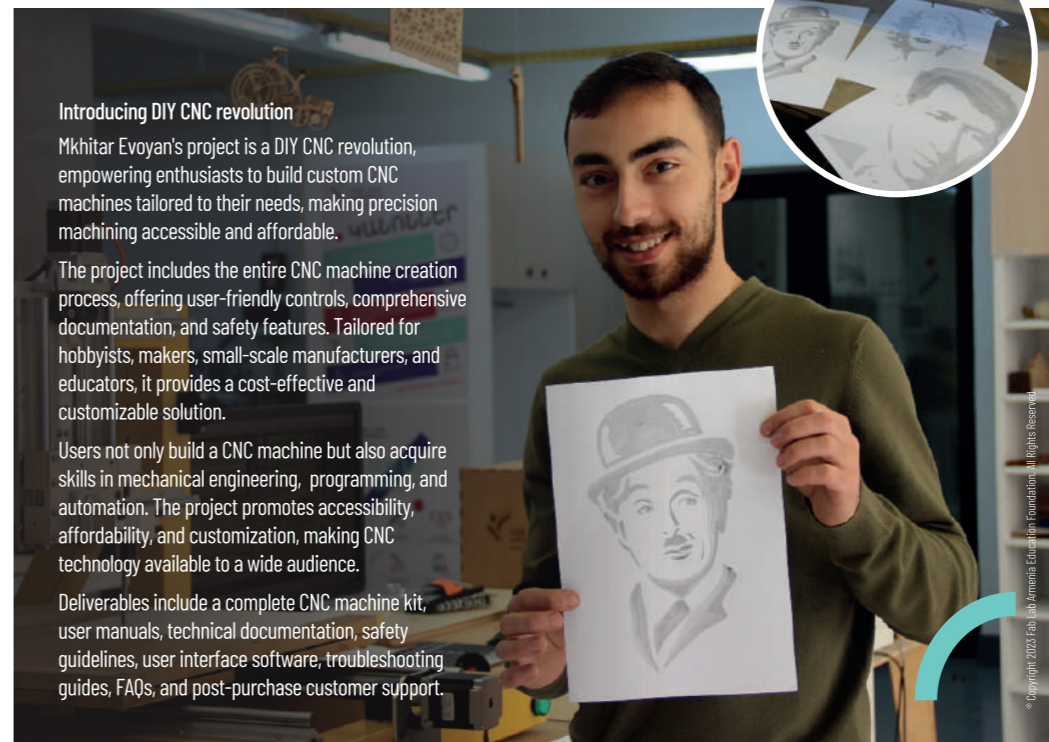 Introducing DIY CNC revolution
Mkhitar Evoyan's project is a DIY CNC revolution,
empowering enthusiasts to build custom CNC
machines tailored to their needs, making precision
machining accessible and affordable.
The project includes the entire CNC machine creation
process, offering user-friendly controls, comprehensive
documentation, and safety features. Tailored for
hobbyists, makers, small-scale manufacturers, and
educators, it provides a cost-effective and
customizable solution.
Users not only build a CNC machine but also acquire
skills in mechanical engineering,  programming, and
automation. The project promotes accessibility,
affordability, and customization, making CNC
technology available to a wide audience.
Deliverables include a complete CNC machine kit,
user manuals, technical documentation, safety
guidelines, user interface software, troubleshooting
guides, FAQs, and post-purchase customer support.
ԿԱՆՈՆՆԵՐ
© Copyright 2023 Fab Lab Armenia Education Foundation. All Rights Reserved